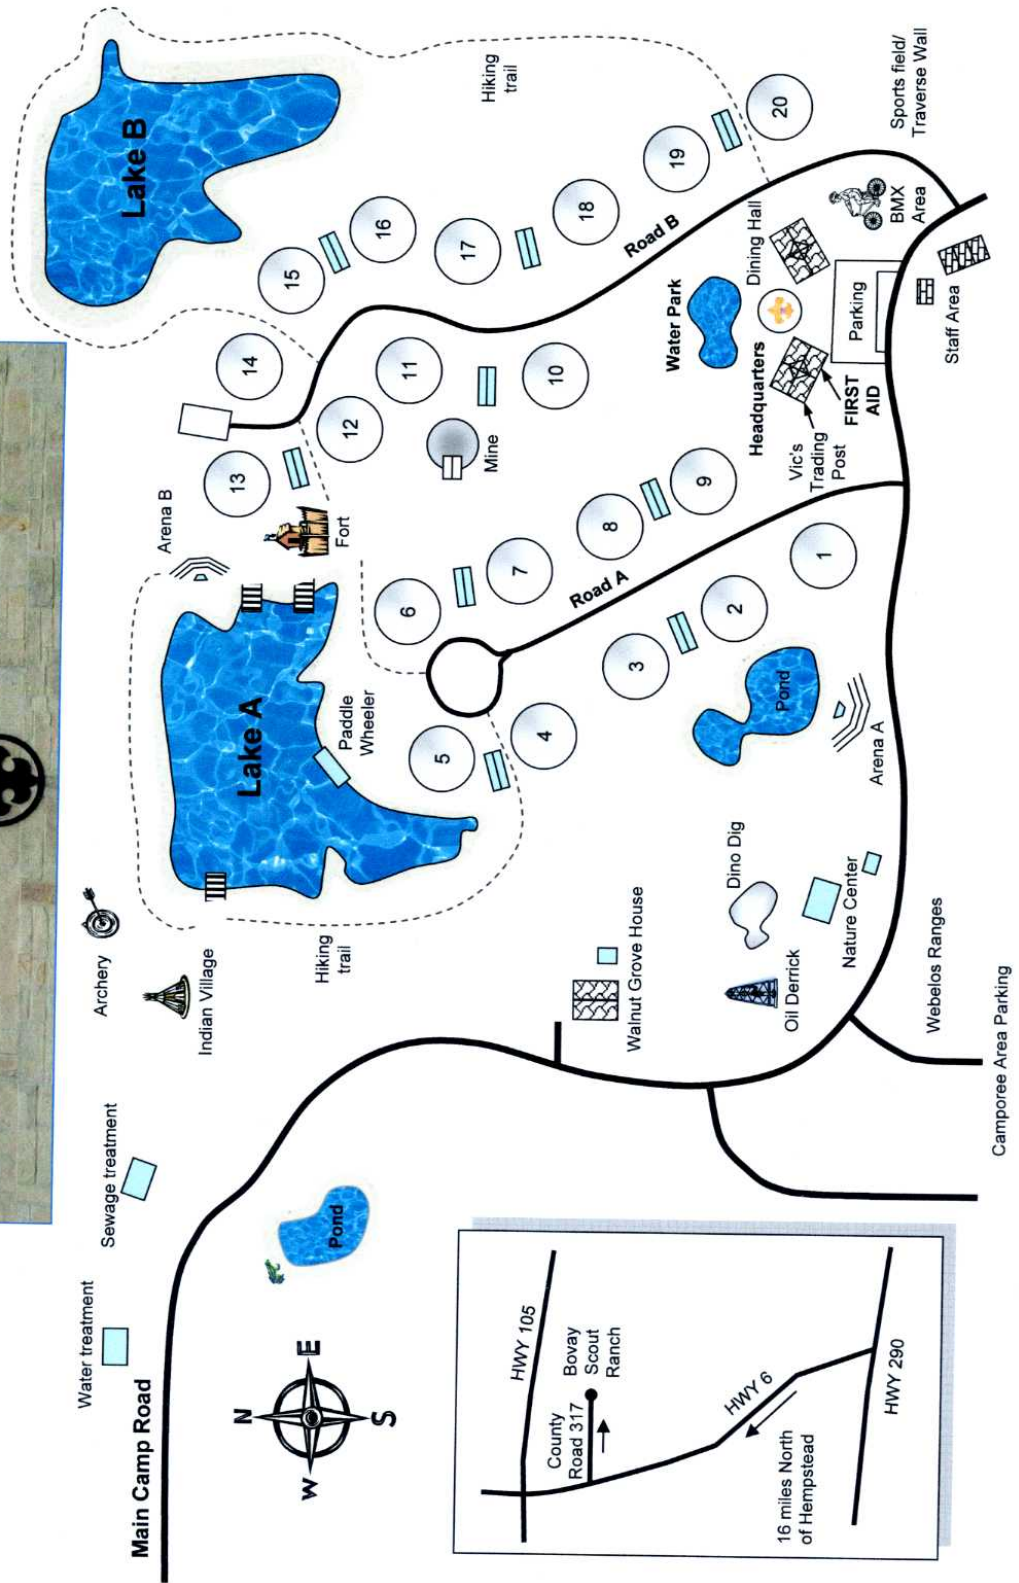 Main Camp Road
Water treatment
Sewage treatment
Archery
Indian Village
Hiking
trail
Lake A
Paddle
Wheeler
Arena B
Fort
Lake B
Hiking
trail
Pond
N
E
S
W
Walnut Grove House
Oil Derrick
Dino Dig
Nature Center
Arena A
Pond
Webelos Ranges
Camporee Area Parking
Road A
Road B
Mine
1
2
3
4
5
6
7
8
9
10
11
12
13
14
15
16
17
18
19
20
Water Park
Headquarters
Dining Hall
Vic's
Trading
Post
FIRST
AID
Parking
Staff Area
BMX
Area
Sports field/
Traverse Wall
HWY 105
County
Road 317
Bovay
Scout
Ranch
HWY 6
16 miles North
of Hempstead
HWY 290